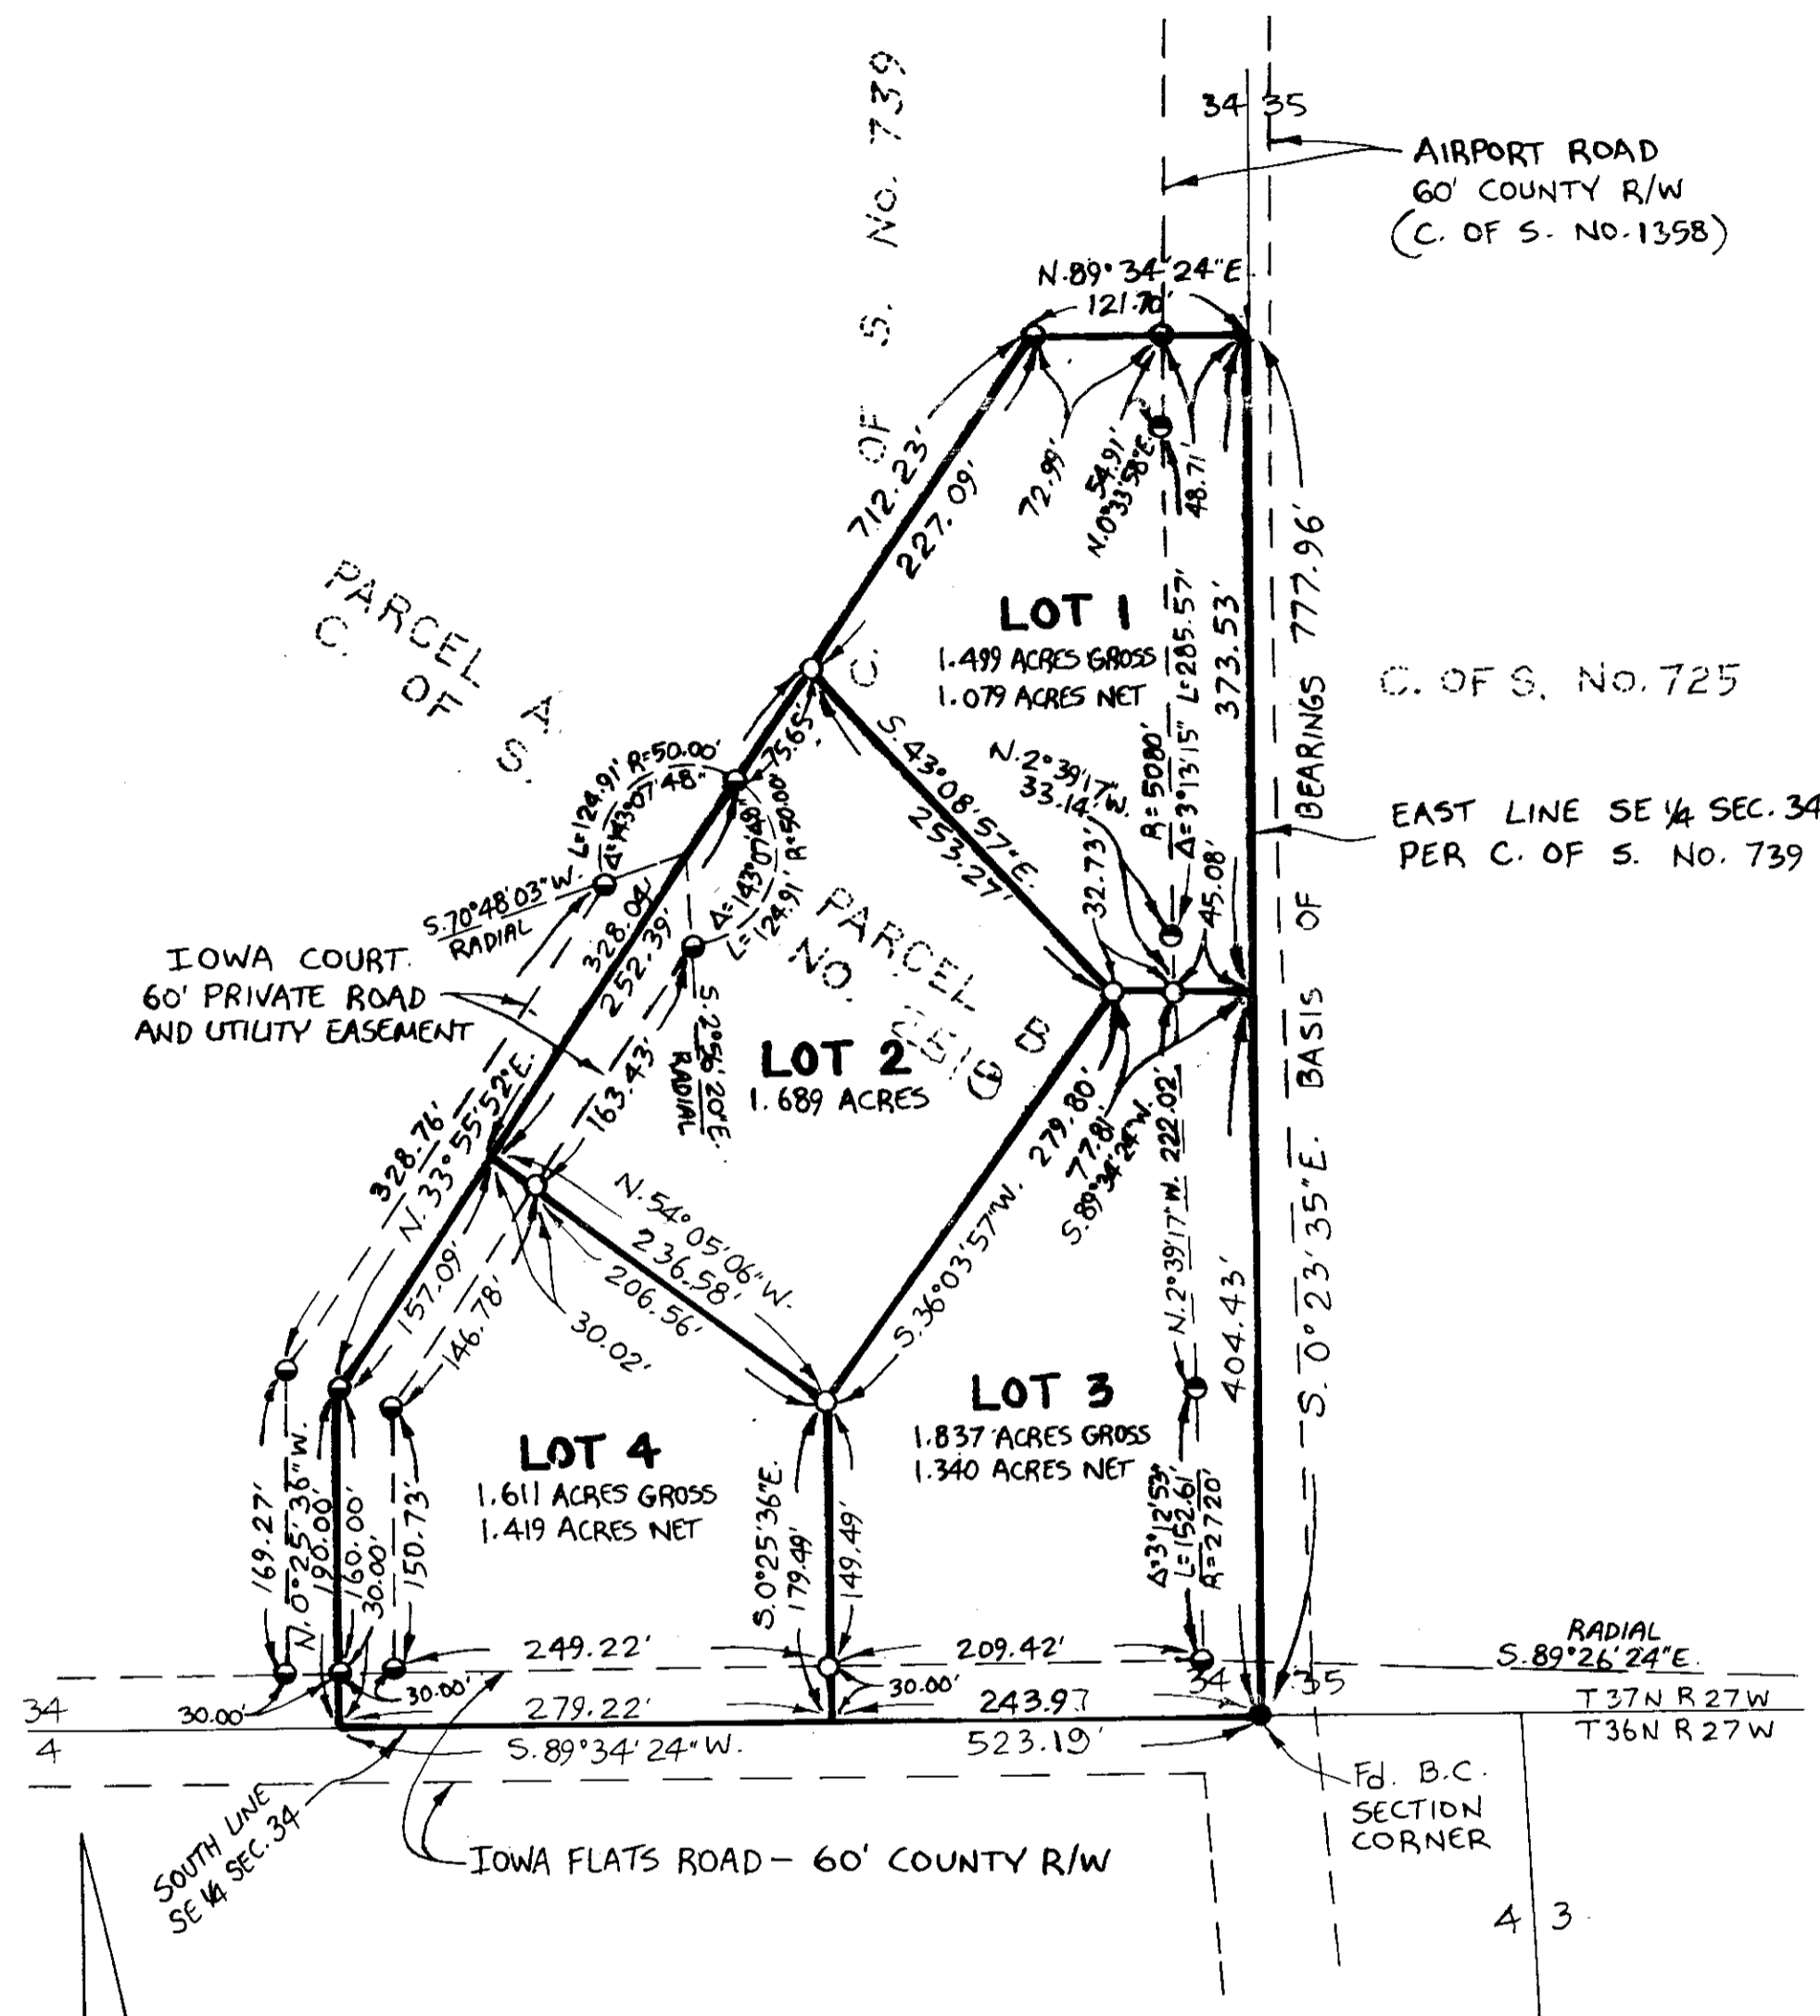 34 35
AIRPORT ROAD
60' COUNTY R/W
(C. OF S. NO. 1358)
N.89°34'24"E.
121.70'
OF S. No. 739
712.23'
227.09'
72.99'
54.91'
N.0°33'58"E.
48.71'
LOT 1
1.499 ACRES GROSS
1.079 ACRES NET
R=5080'
Δ=3°13'15" L=285.57'
373.53'
BASIS OF BEARINGS 777.96'
S.0°23'35"E.
C. OF S. No. 725
EAST LINE SE 1/4 SEC. 34
PER C. OF S. No. 739
PARCEL A
C. OF S.
C.
S.43°08'57"E.
253.27'
N.2°39'17"W.
33.14'
32.73'
45.08'
75.65'
L=124.91' R=50.00'
Δ=143°07'48"
Δ=143°07'48"
L=124.91' R=50.00'
S.70°48'03"W.
RADIAL
328.04'
252.39'
PARCEL B
NO.
IOWA COURT
60' PRIVATE ROAD
AND UTILITY EASEMENT
S.2°56'20"E.
RADIAL
163.43'
LOT 2
1.689 ACRES
279.80'
77.81'
S.89°34'24"W.
S.36°03'57"W.
N.2°39'17"W. 222.02'
404.43'
328.76'
N.33°55'52"E.
157.09'
146.78'
N.54°05'06"W.
236.58'
206.56'
30.02'
LOT 4
1.611 ACRES GROSS
1.419 ACRES NET
LOT 3
1.837 ACRES GROSS
1.340 ACRES NET
169.27'
N.0°25'36"W.
190.00'
160.00'
30.00'
150.73'
S.0°25'36"E.
179.49'
149.49'
Δ=3°12'53"
L=152.61'
R=2720'
249.22'
209.42'
RADIAL
S.89°26'24"E.
34 35
30.00'
30.00'
30.00'
279.22'
243.97
T37N R27W
T36N R27W
34
4
S.89°34'24"W.
523.19'
SOUTH LINE
SE 1/4 SEC. 34
IOWA FLATS ROAD - 60' COUNTY R/W
Fd. B.C.
SECTION
CORNER
4 3